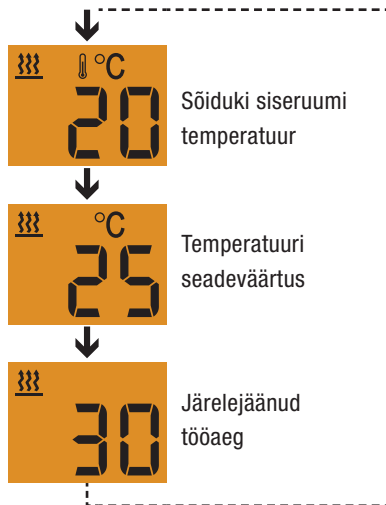 °C
20
Sõiduki siseruumi
temperatuur
°C
25
Temperatuuri
seadeväärtus
30
Järelejäänud
tööaeg